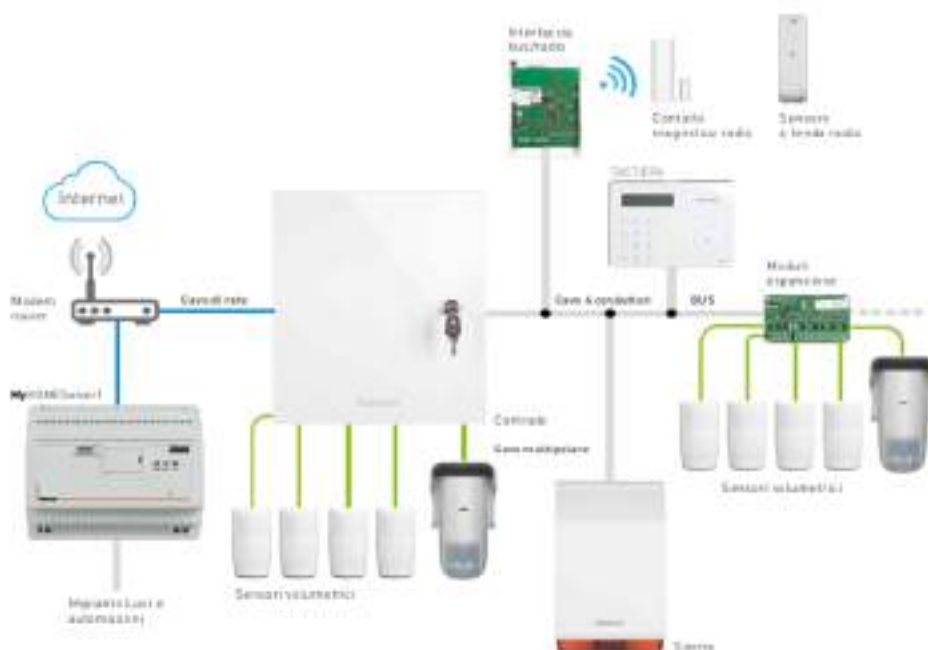 Interfaccia
bus/radio
Contatto
magnetico radio
Sensore
a tenda radio
Internet
TASTIERA
Modem
router
Cavo di rete
Cavo 4 conduttori
BUS
Modulo
espansione
MyHOMEServer1
Centrale
Cavo multipolare
Sensori volumetrici
Sensori volumetrici
Impianto luci e
automazioni
Sirena